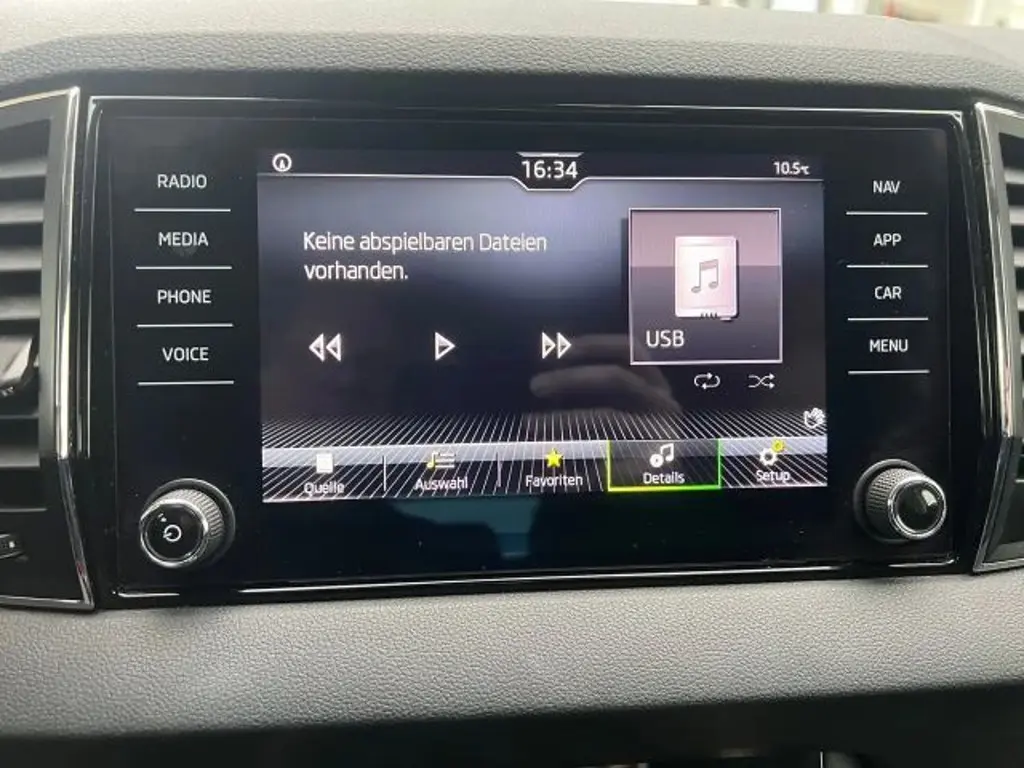 RADIO
MEDIA
PHONE
VOICE
16:34
10.5°C
Keine abspielbaren Dateien
vorhanden.
USB
Quelle
Auswahl
Favoriten
Details
Setup
NAV
APP
CAR
MENU